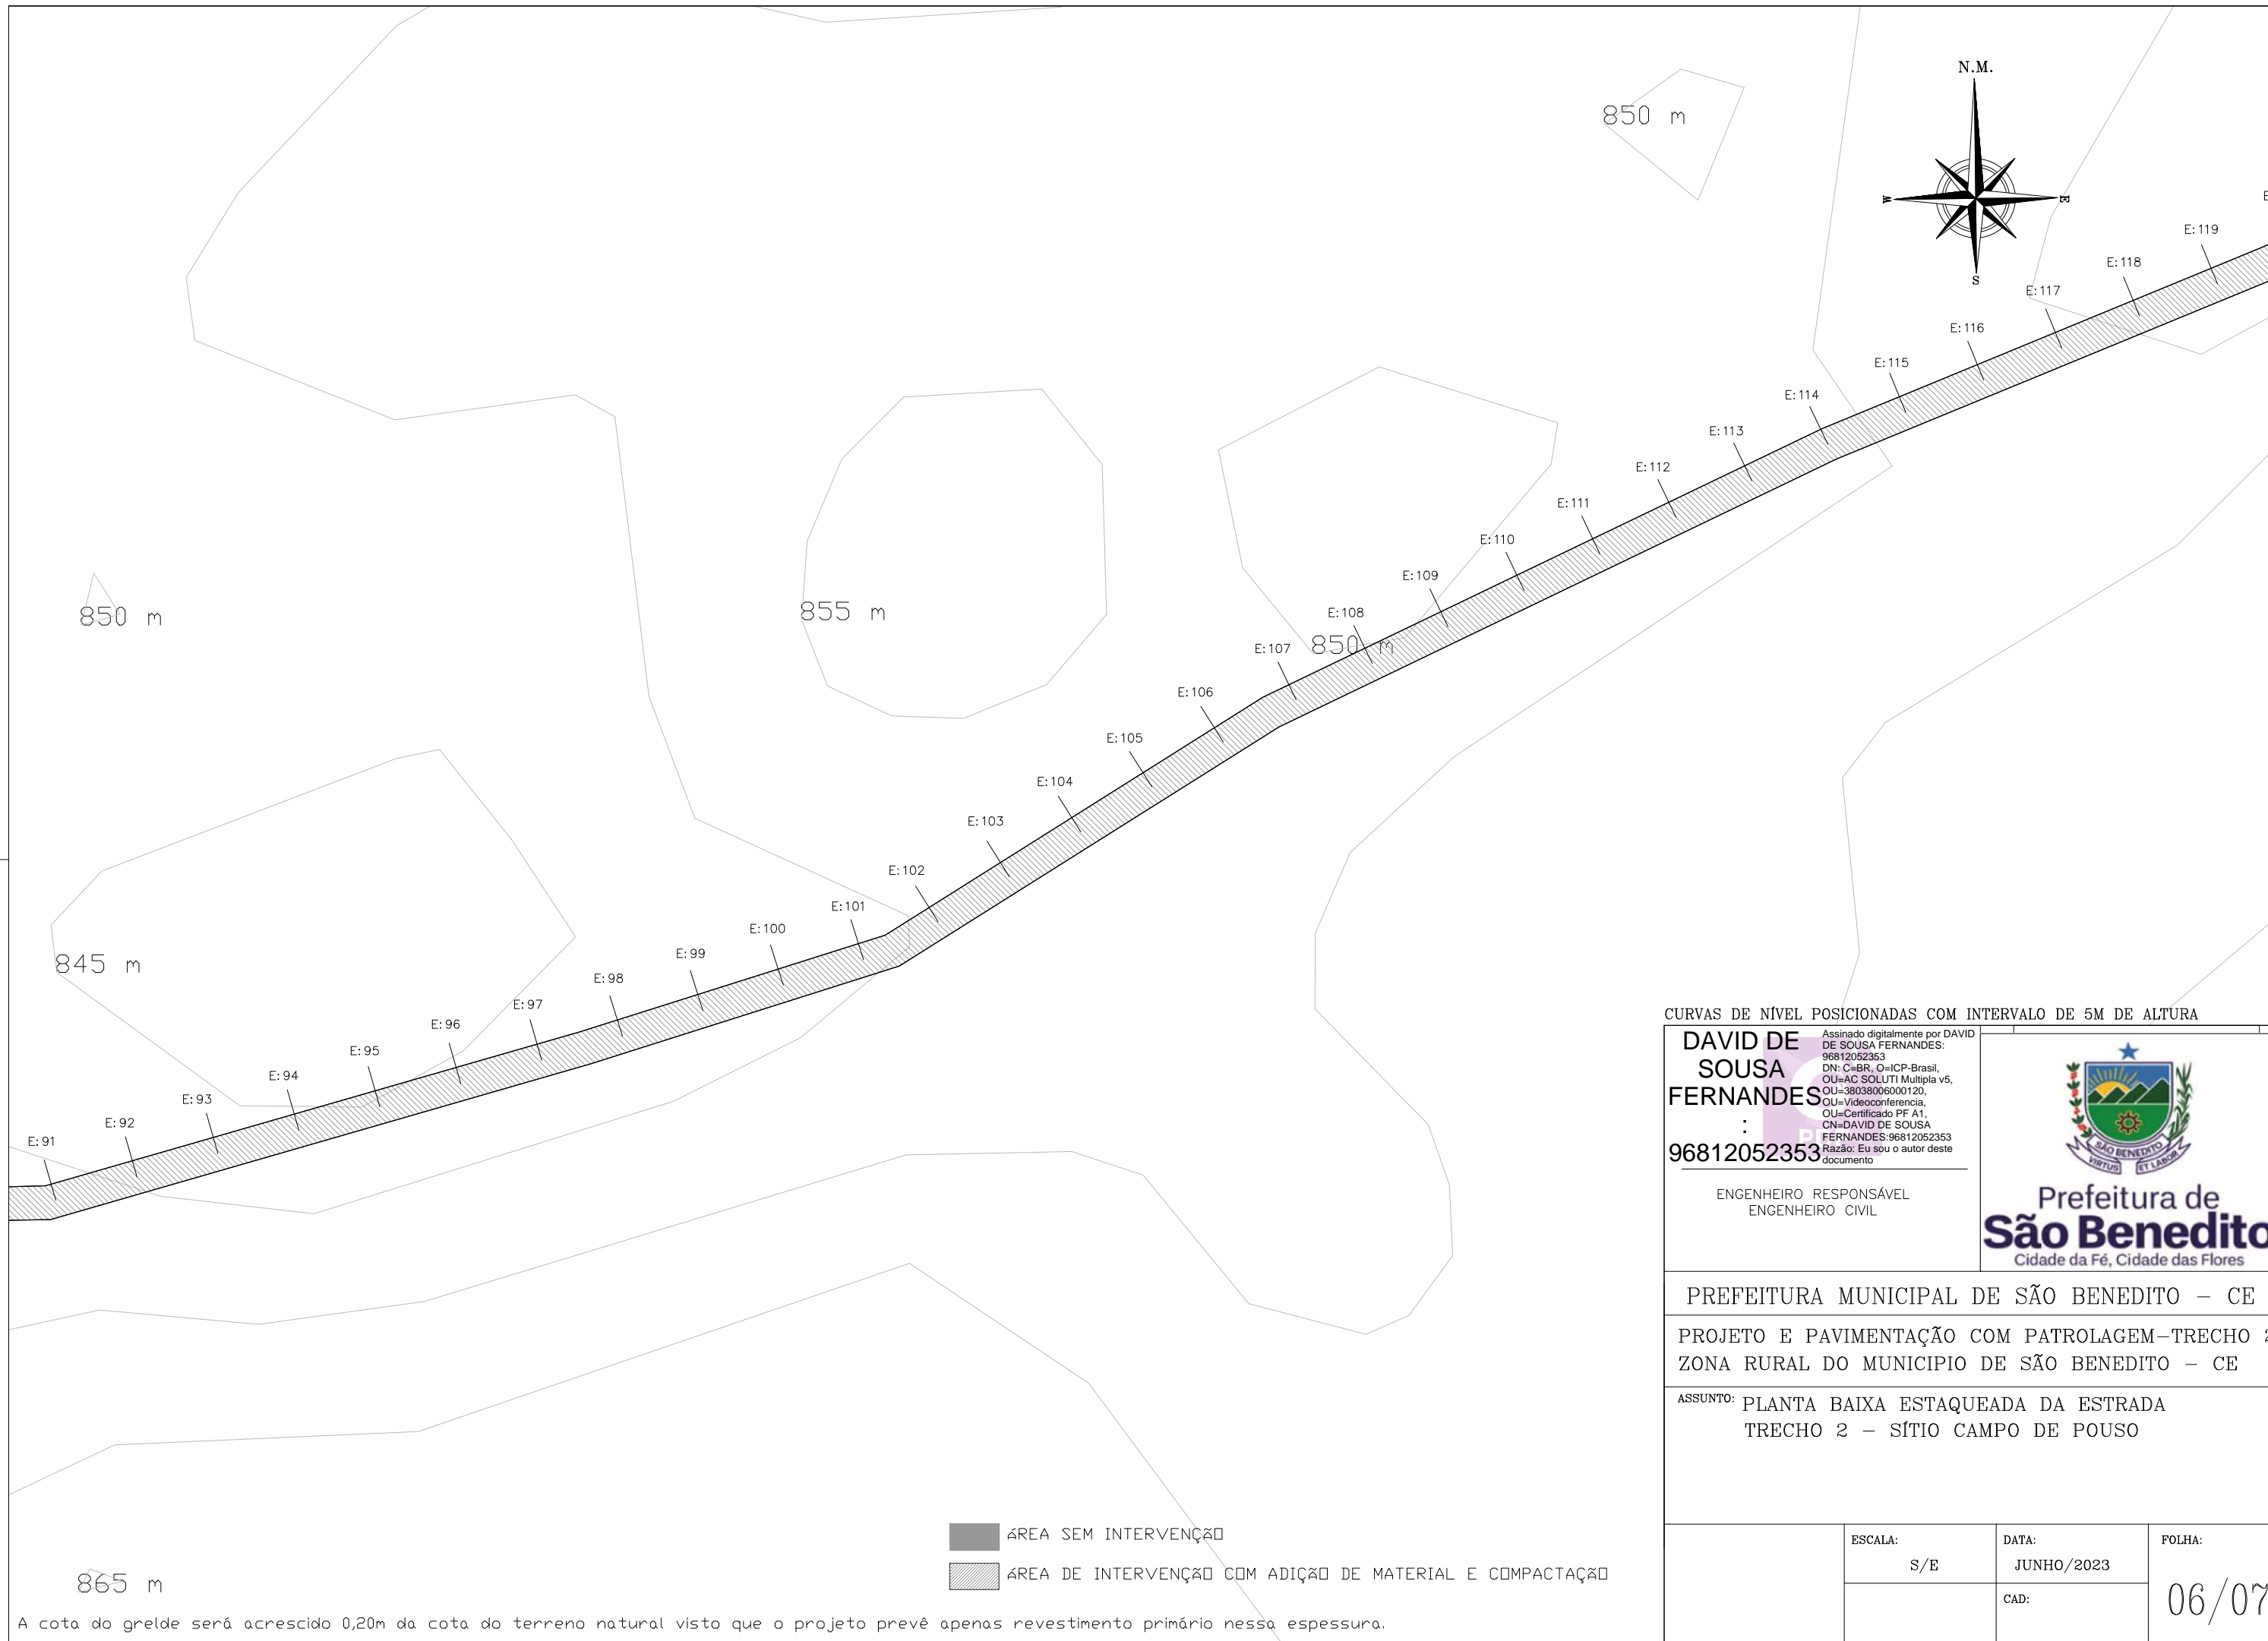 N.M.
W
E
S
850 m
E:119
E:118
E:117
E:116
E:115
E:114
E:113
E:112
E:111
E:110
E:109
E:108
E:107
E:106
E:105
E:104
E:103
E:102
E:101
E:100
E:99
E:98
E:97
E:96
E:95
E:94
E:93
E:92
E:91
850 m
855 m
850 m
845 m
865 m
CURVAS DE NÍVEL POSICIONADAS COM INTERVALO DE 5M DE ALTURA
DAVID DE
SOUSA
FERNANDES
:
96812052353
Assinado digitalmente por DAVID
DE SOUSA FERNANDES:
96812052353
DN: C=BR, O=ICP-Brasil,
OU=AC SOLUTI Multipla v5,
OU=38038006000120,
OU=Videoconferencia,
OU=Certificado PF A1,
CN=DAVID DE SOUSA
FERNANDES:96812052353
Razão: Eu sou o autor deste
documento
ENGENHEIRO RESPONSÁVEL
ENGENHEIRO CIVIL
SÃO BENEDITO
VIRTUS ET LABOR
Prefeitura de
São Benedito
Cidade da Fé, Cidade das Flores
PREFEITURA MUNICIPAL DE SÃO BENEDITO - CE
PROJETO E PAVIMENTAÇÃO COM PATROLAGEM-TRECHO 2
ZONA RURAL DO MUNICIPIO DE SÃO BENEDITO - CE
ASSUNTO: PLANTA BAIXA ESTAQUEADA DA ESTRADA
TRECHO 2 - SÍTIO CAMPO DE POUSO
ESCALA:
S/E
DATA:
JUNHO/2023
CAD:
FOLHA:
06/07
áREA SEM INTERVENÇãO
áREA DE INTERVENÇãO COM ADIÇãO DE MATERIAL E COMPACTAÇãO
A cota do grelde será acrescido 0,20m da cota do terreno natural visto que o projeto prevê apenas revestimento primário nessa espessura.